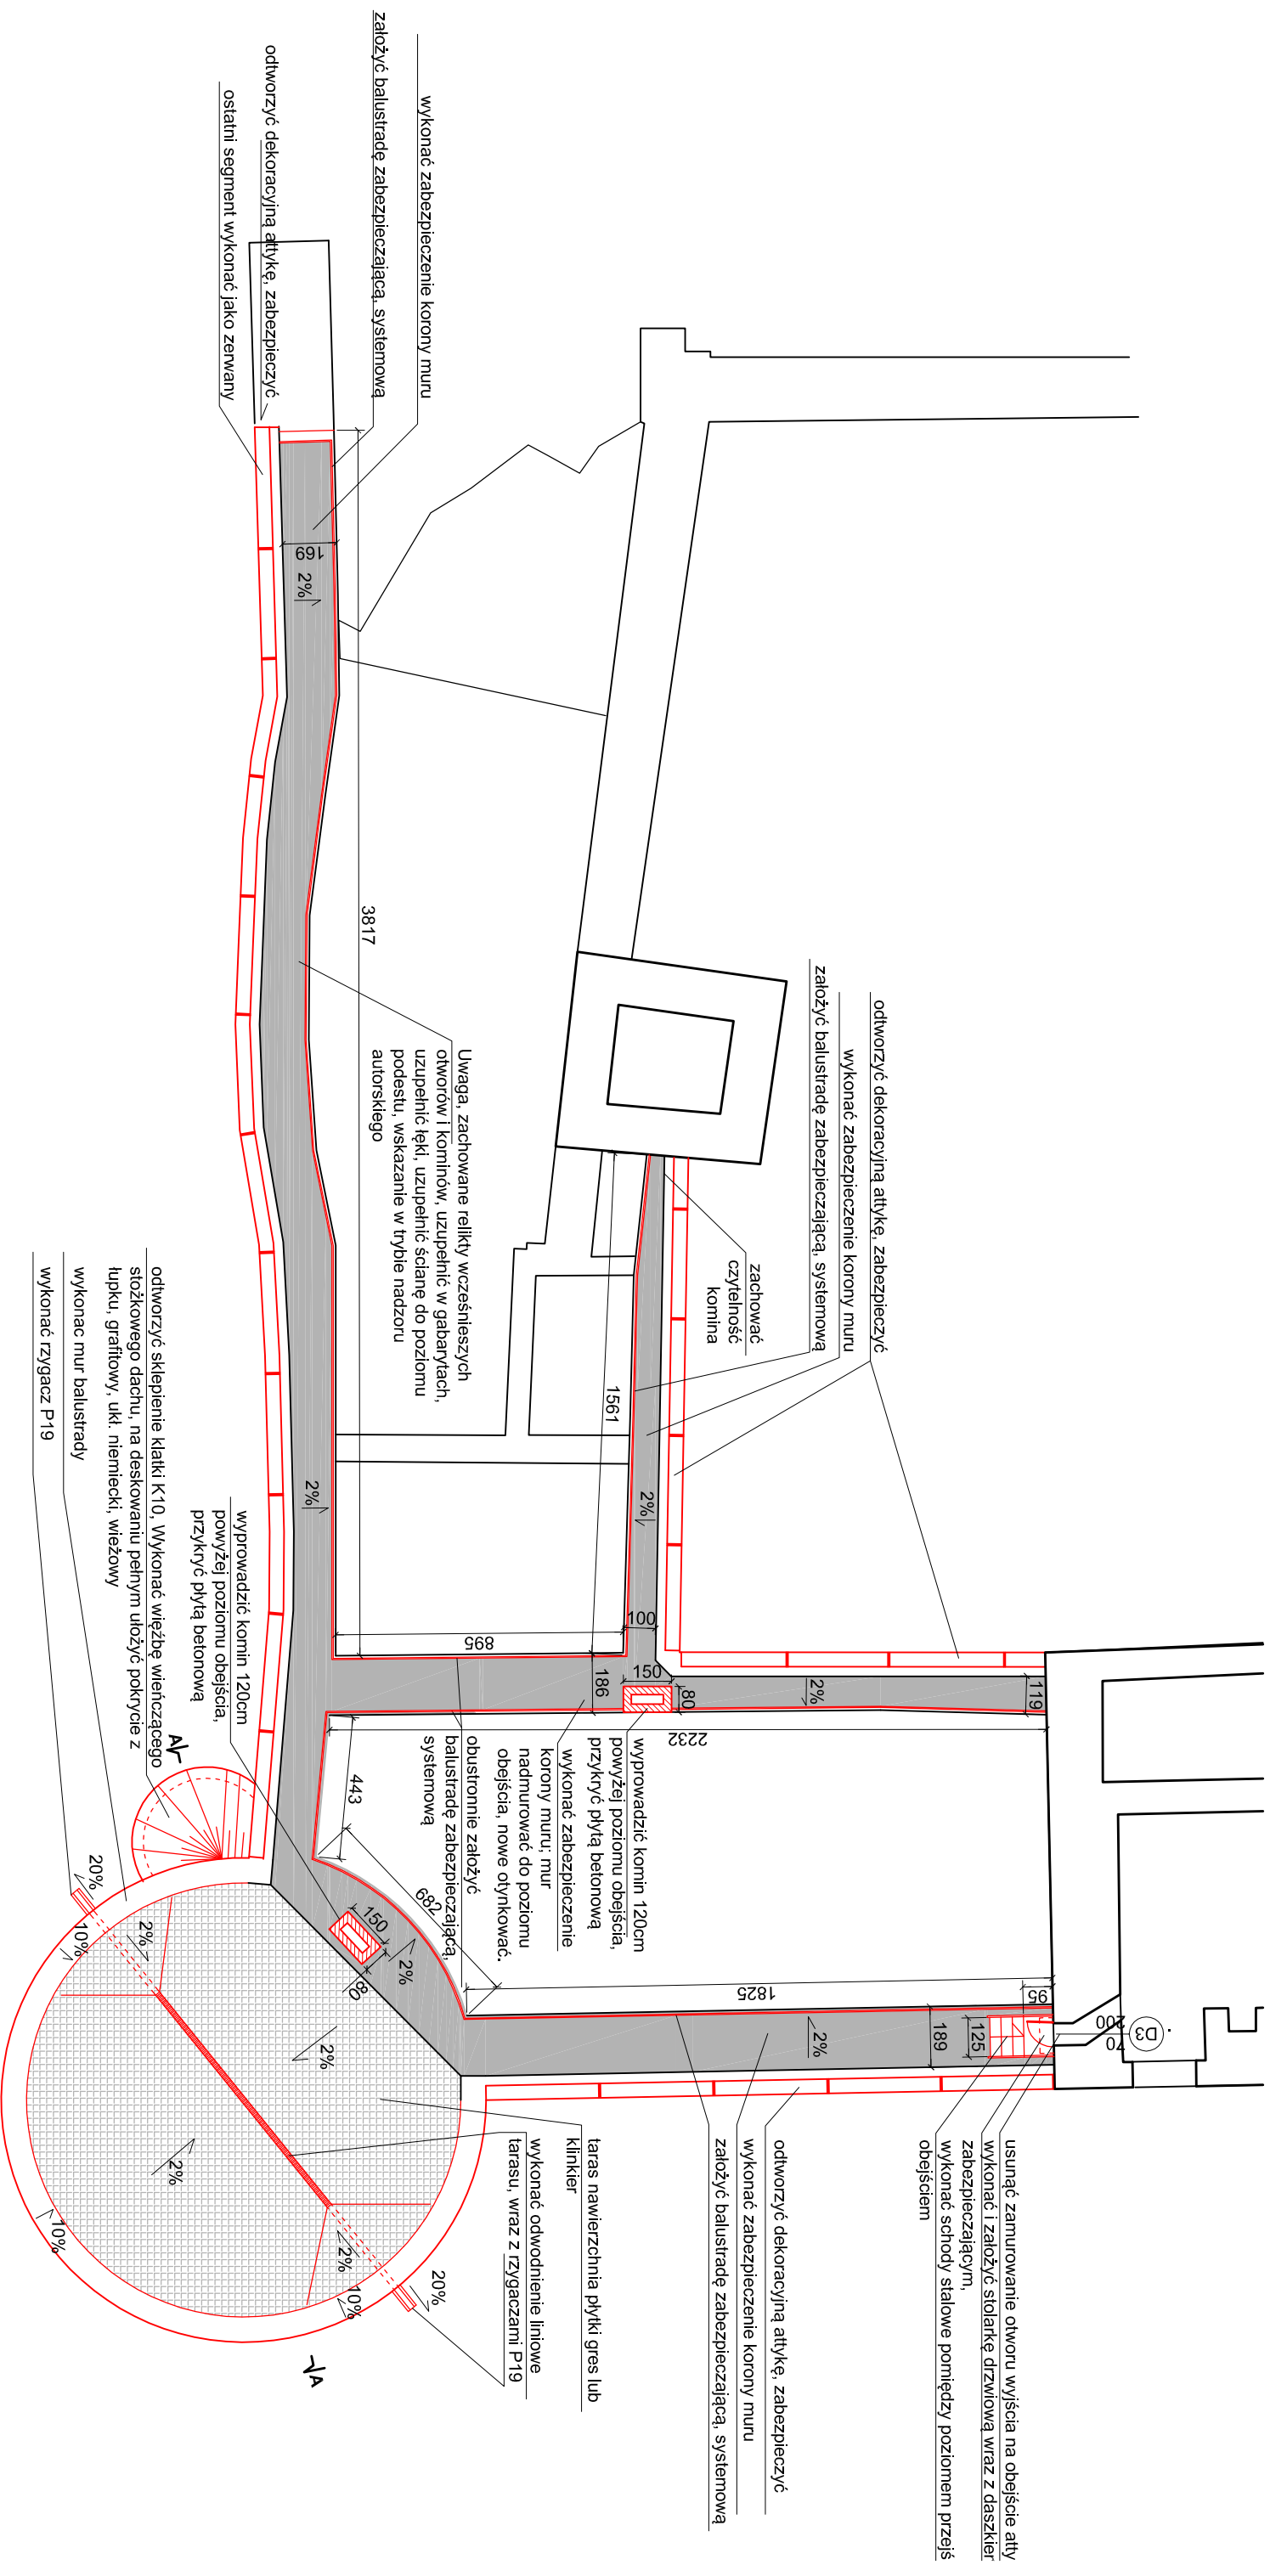 założyć balustradę zabezpieczającą, systemową
wykonać zabezpieczenie korony muru
odtworzyć dekoracyjną attykę, zabezpieczyć
ostatni segment wykonać jako zerwany
169
2%
3817
Uwaga, zachowane relikty wcześniejszych
otworów i kominów, uzupełnić w gabarytach,
uzupełnić łęki, uzupełnić ścianę do poziomu
podestu, wskazanie w trybie nadzoru
autorskiego
odtworzyć dekoracyjną attykę, zabezpieczyć
wykonać zabezpieczenie korony muru
założyć balustradę zabezpieczającą, systemową
zachować
czytelność
komina
1561
2%
2%
100
895
186
150
80
2%
119
2232
wyprowadzić komin 120cm
powyżej poziomu obejścia,
przykryć płytą betonową
wykonać zabezpieczenie
korony muru; mur
nadmurować do poziomu
obejścia, nowe otynkować.
obustronnie założyć
balustradę zabezpieczającą,
systemową
443
682
150
80
2%
wyprowadzić komin 120cm
powyżej poziomu obejścia,
przykryć płytą betonową
odtworzyć sklepienie klatki K10, Wykonać więźbę wieńczącego
stożkowego dachu, na deskowaniu pełnym ułożyć pokrycie z
łupku, grafitowy, ukł. niemiecki, wieżowy
wykonac mur balustrady
wykonać rzygacz P19
A
20%
10%
2%
2%
2%
10%
2%
10%
20%
A
1825
95
189
125
2%
D3
70
200
usunąć zamurowanie otworu wyjścia na obejście atty
wykonać i założyć stolarkę drzwiową wraz z daszkier
zabezpieczającym,
wykonać schody stalowe pomiędzy poziomem przejś
obejściem
odtworzyć dekoracyjną attykę, zabezpieczyć
wykonać zabezpieczenie korony muru
założyć balustradę zabezpieczającą, systemową
taras nawierzchnia płytki gres lub
klinkier
wykonać odwodnienie liniowe
tarasu, wraz z rzygaczami P19